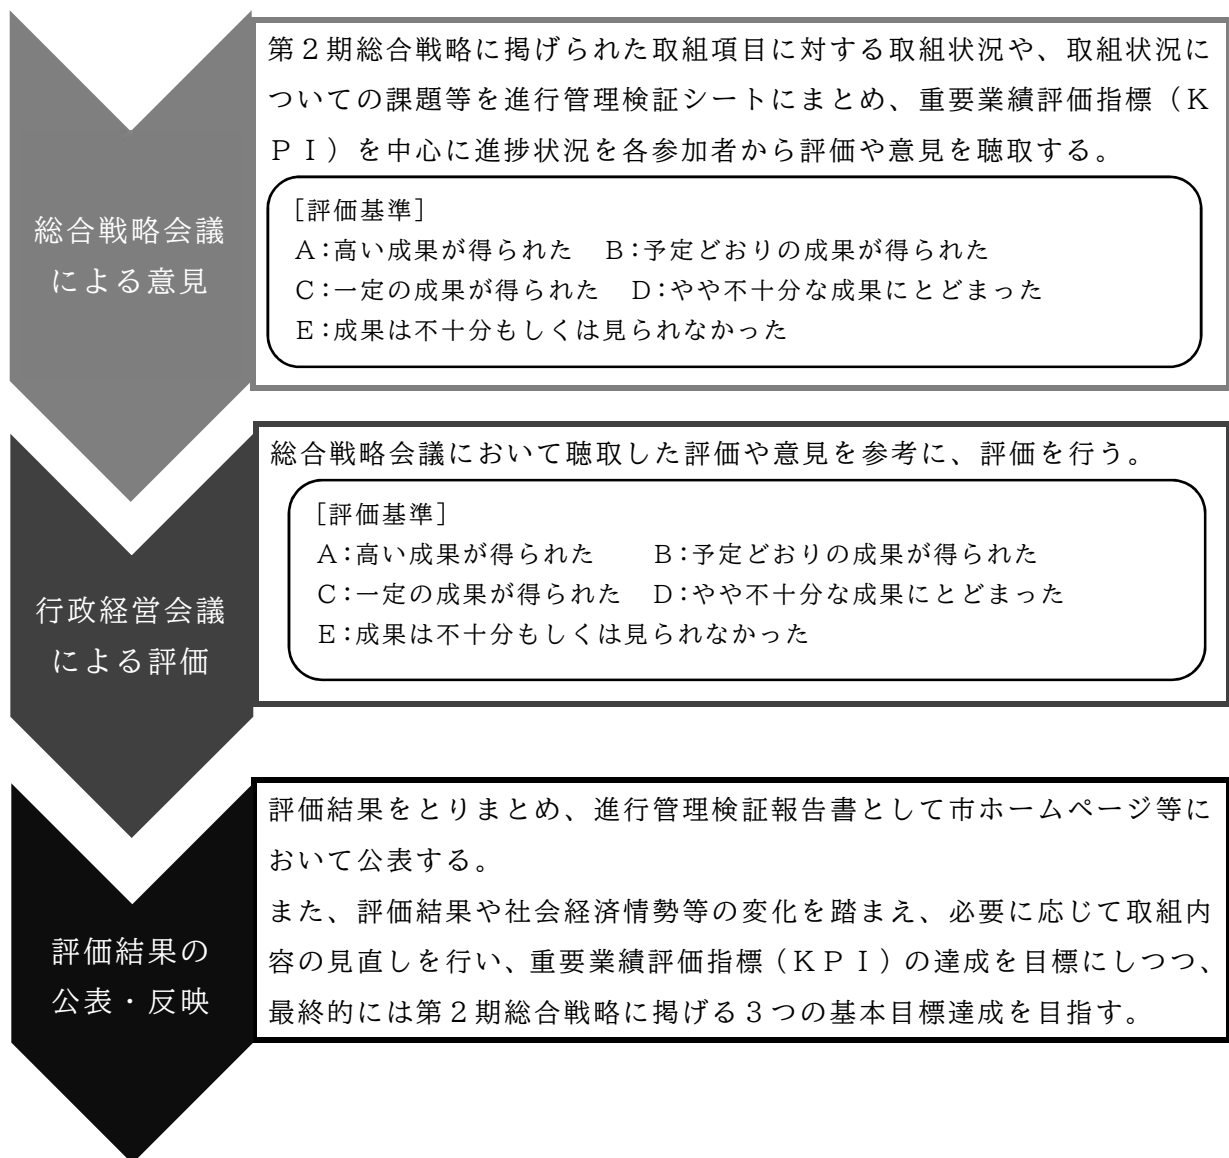 総合戦略会議
による意見
第２期総合戦略に掲げられた取組項目に対する取組状況や、取組状況に
ついての課題等を進行管理検証シートにまとめ、重要業績評価指標（Ｋ
ＰＩ）を中心に進捗状況を各参加者から評価や意見を聴取する。
［評価基準］
Ａ：高い成果が得られた　Ｂ：予定どおりの成果が得られた
Ｃ：一定の成果が得られた　Ｄ：やや不十分な成果にとどまった
Ｅ：成果は不十分もしくは見られなかった
行政経営会議
による評価
総合戦略会議において聴取した評価や意見を参考に、評価を行う。
［評価基準］
Ａ：高い成果が得られた　　Ｂ：予定どおりの成果が得られた
Ｃ：一定の成果が得られた　Ｄ：やや不十分な成果にとどまった
Ｅ：成果は不十分もしくは見られなかった
評価結果の
公表・反映
評価結果をとりまとめ、進行管理検証報告書として市ホームページ等に
おいて公表する。
また、評価結果や社会経済情勢等の変化を踏まえ、必要に応じて取組内
容の見直しを行い、重要業績評価指標（ＫＰＩ）の達成を目標にしつつ、
最終的には第２期総合戦略に掲げる３つの基本目標達成を目指す。